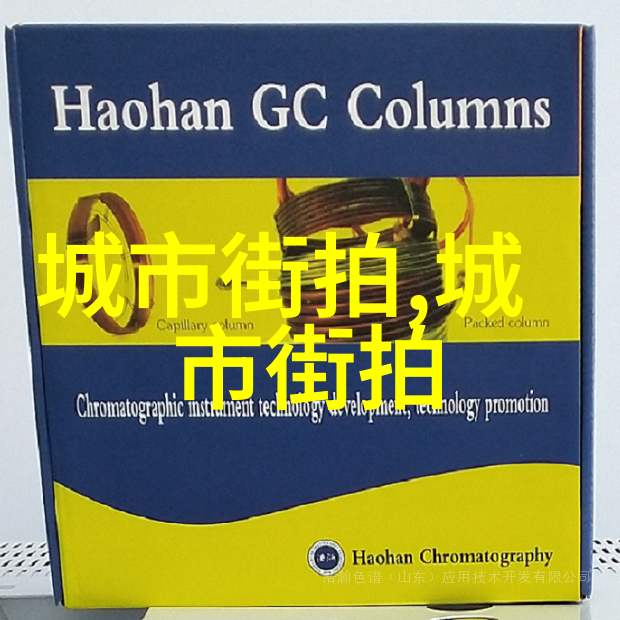 Haohan GC Columns
城市街拍,城
市街拍
Capillary column
Packed column
Chromatographic instrument technology development, technology promotion
Haohan Chromatography
浩瀚色谱（山东）应用技术开发有限公司